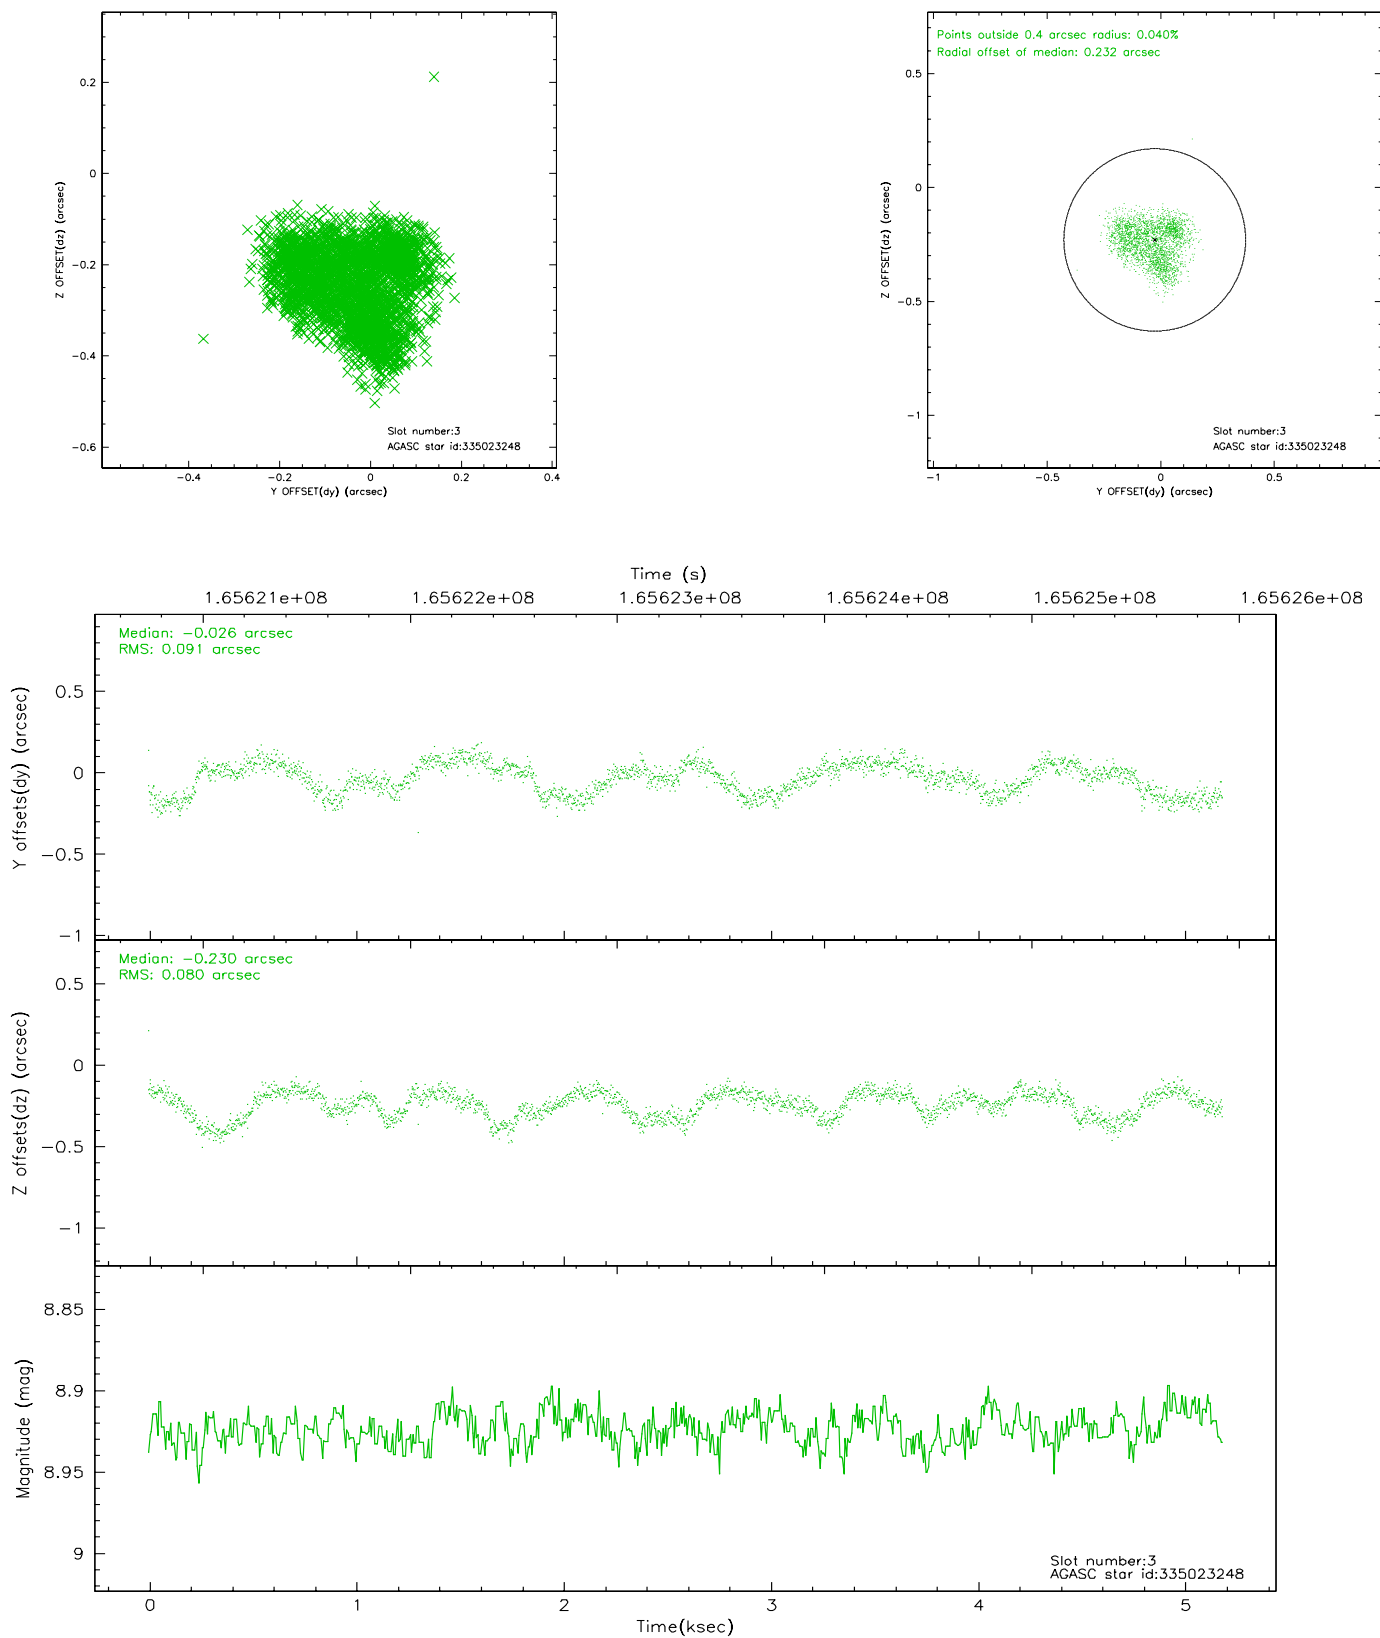 0.2
0
-0.2
-0.4
-0.6
Z OFFSET(dz) (arcsec)
Slot number:3
AGASC star id:335023248
-0.4
-0.2
0
0.2
0.4
Y OFFSET(dy) (arcsec)
Points outside 0.4 arcsec radius: 0.040%
Radial offset of median: 0.232 arcsec
0.5
0
-0.5
-1
Z OFFSET(dz) (arcsec)
Slot number:3
AGASC star id:335023248
-1
-0.5
0
0.5
Y OFFSET(dy) (arcsec)
Time (s)
1.65621e+08
1.65622e+08
1.65623e+08
1.65624e+08
1.65625e+08
1.65626e+08
Median: -0.026 arcsec
RMS: 0.091 arcsec
0.5
0
-0.5
-1
Y offsets(dy) (arcsec)
Median: -0.230 arcsec
RMS: 0.080 arcsec
0.5
0
-0.5
-1
Z offsets(dz) (arcsec)
8.85
8.9
8.95
9
Magnitude (mag)
Slot number:3
AGASC star id:335023248
0
1
2
3
4
5
Time(ksec)